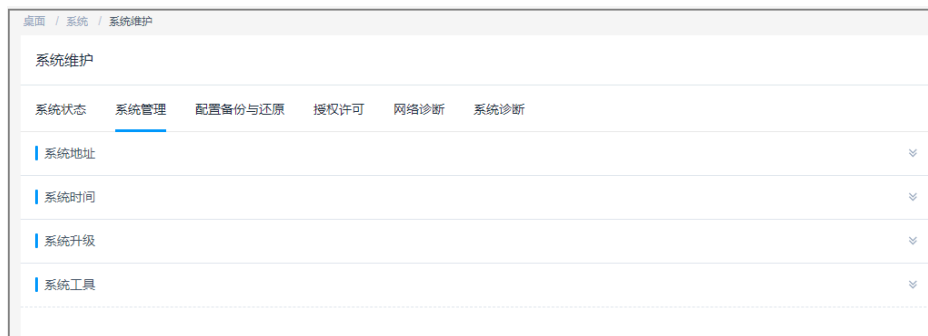 桌面 / 系统 / 系统维护
系统维护
系统状态 系统管理 配置备份与还原 授权许可 网络诊断 系统诊断
系统地址
系统时间
系统升级
系统工具